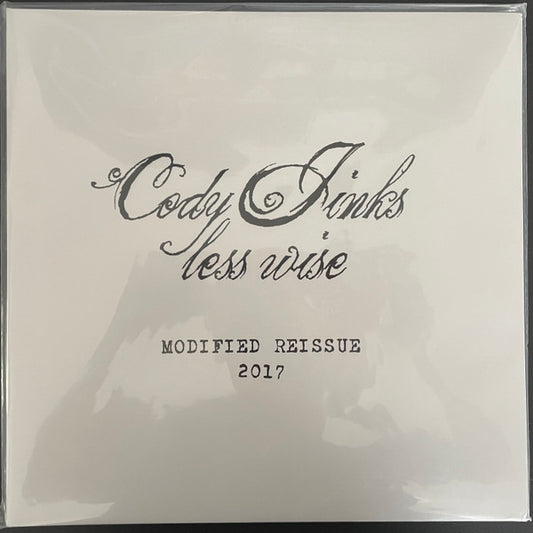 Cody Jinks
less wise
MODIFIED REISSUE
2017